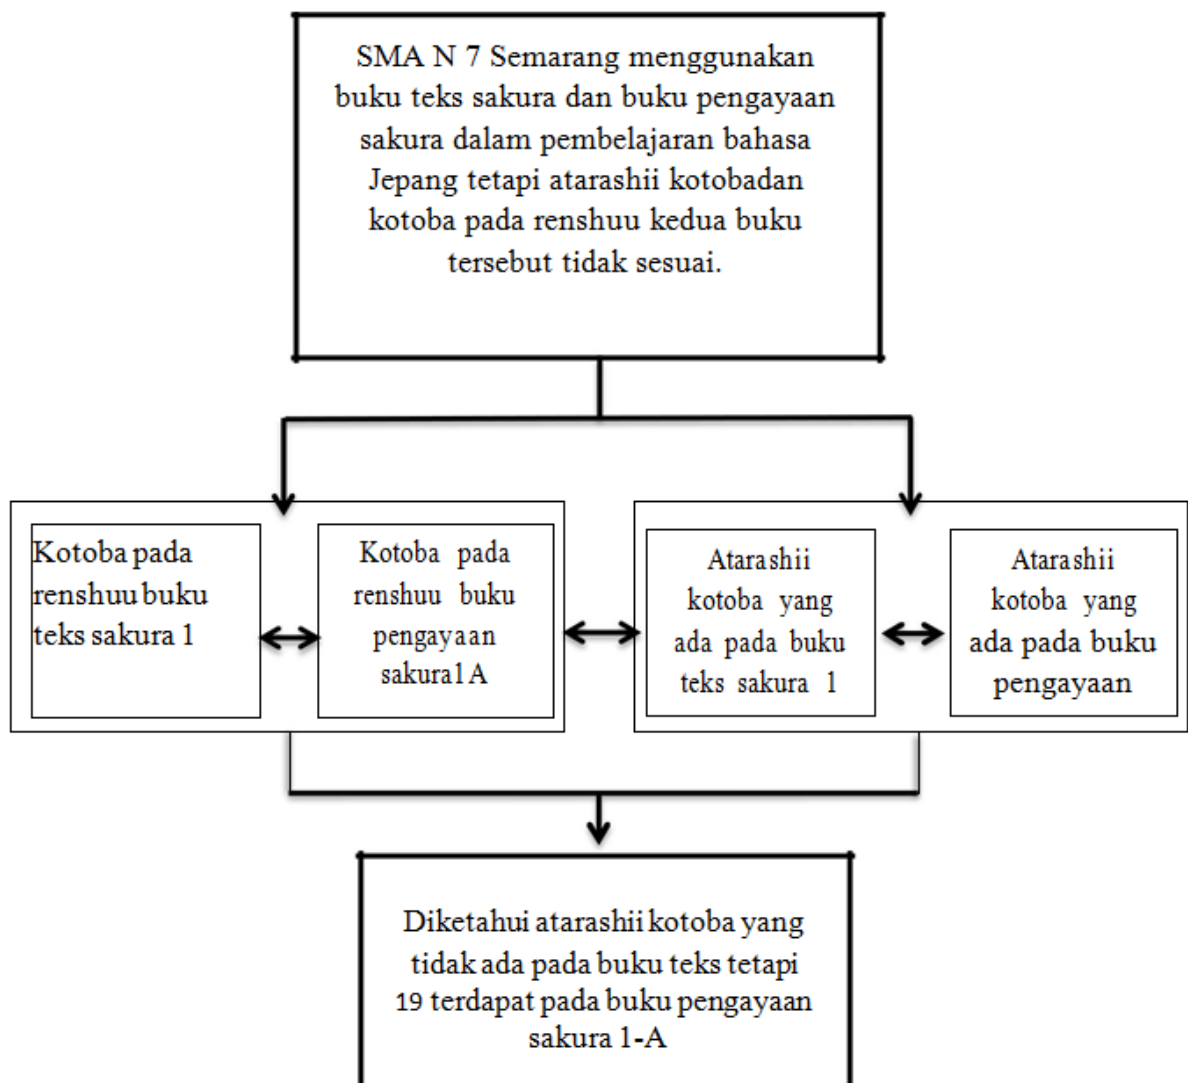 SMA N 7 Semarang menggunakan
buku teks sakura dan buku pengayaan
sakura dalam pembelajaran bahasa
Jepang tetapi atarashii kotobadan
kotoba pada renshuu kedua buku
tersebut tidak sesuai.
Kotoba pada
renshuu buku
teks sakura 1
Kotoba pada
renshuu buku
pengayaan
sakura1A
Atarashii
kotoba yang
ada pada buku
teks sakura 1
Atarashii
kotoba yang
ada pada buku
pengayaan
Diketahui atarashii kotoba yang
tidak ada pada buku teks tetapi
19 terdapat pada buku pengayaan
sakura 1-A